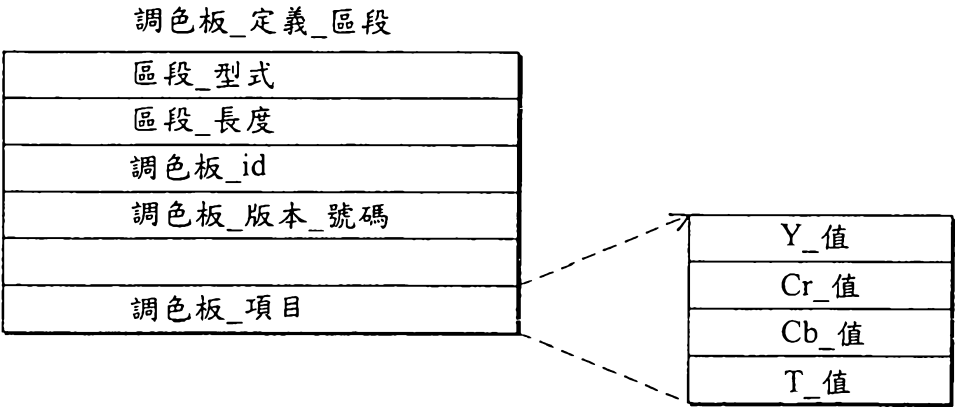 調色板_定義_區段
區段_型式
區段_長度
調色板_id
調色板_版本_號碼
調色板_項目
Y_值
Cr_值
Cb_值
T_值